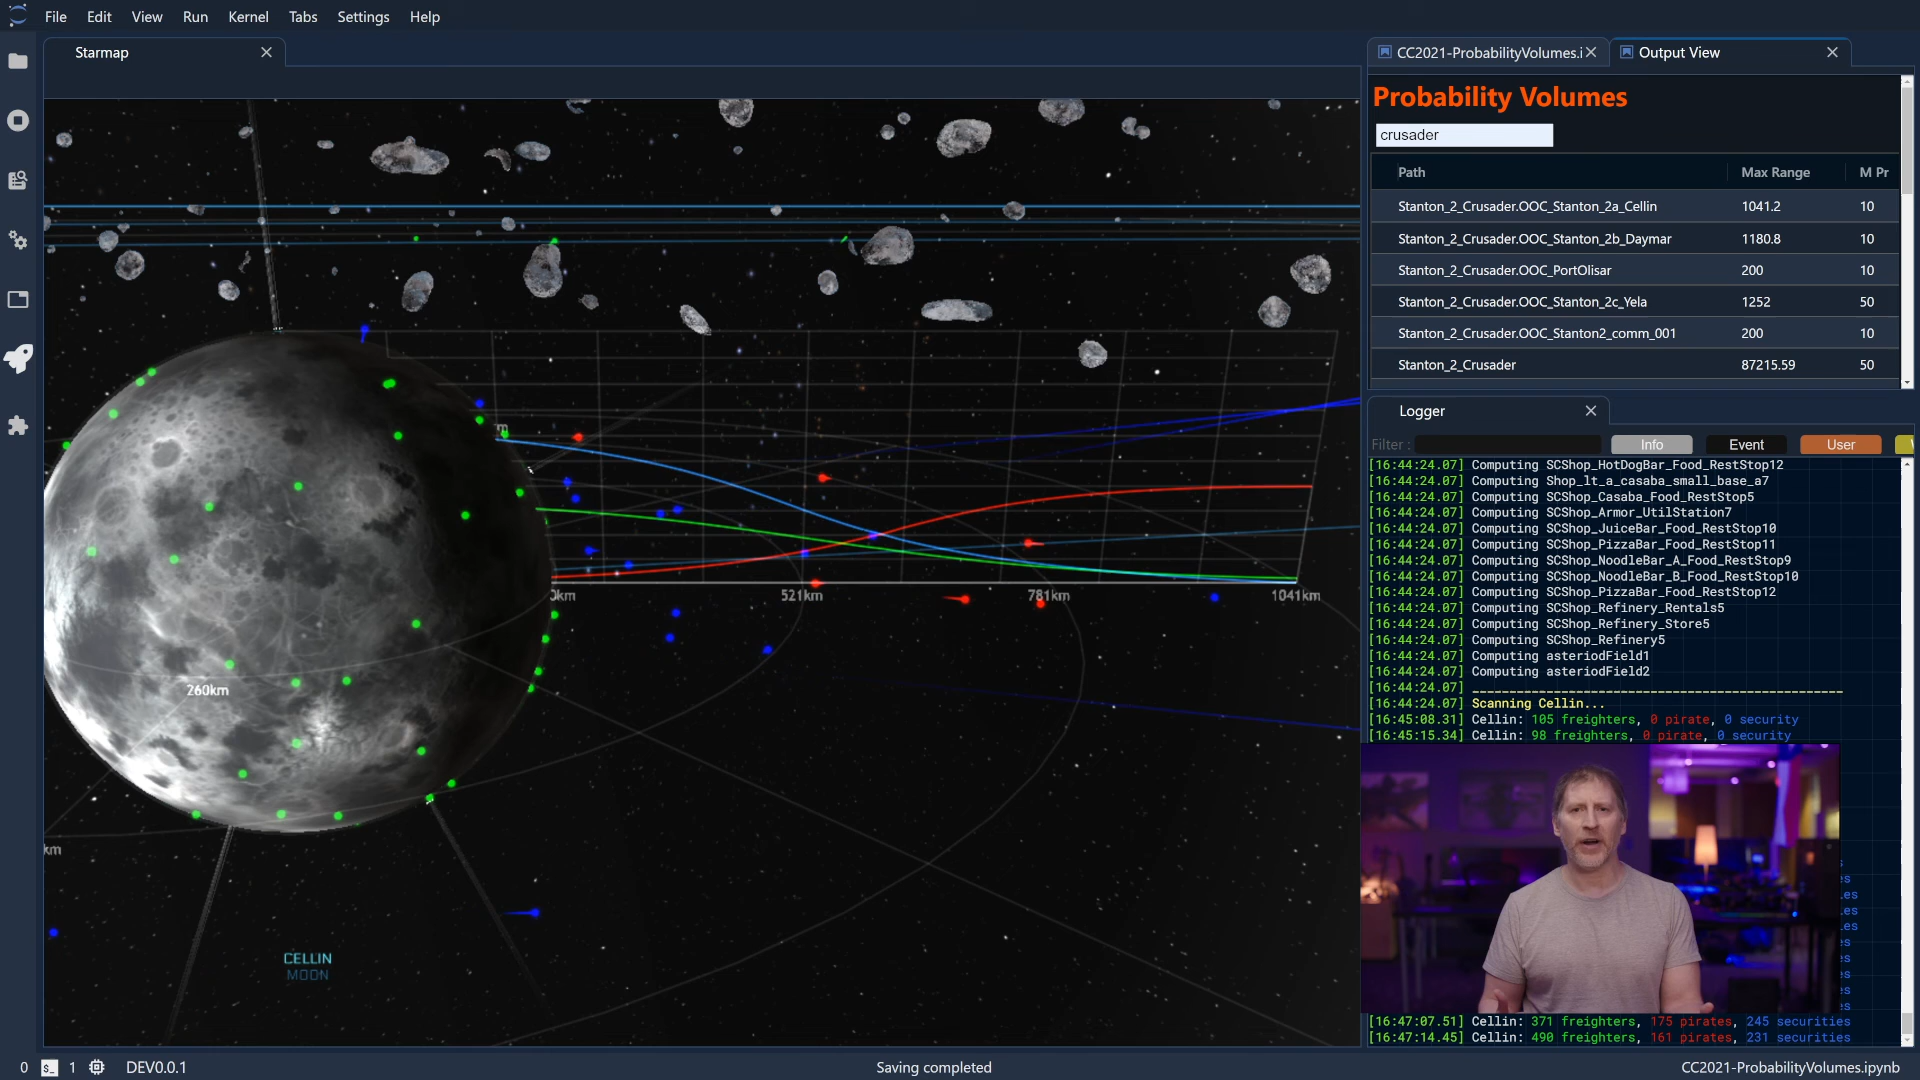 File Edit View Run Kernel Tabs Settings Help
Starmap
CC2021-ProbabilityVolumes.i
Output View
Probability Volumes
crusader
Path Max Range M Pr
Stanton_2_Crusader.OOC_Stanton_2a_Cellin 1041.2 10
Stanton_2_Crusader.OOC_Stanton_2b_Daymar 1180.8 10
Stanton_2_Crusader.OOC_PortOlisar 200 10
Stanton_2_Crusader.OOC_Stanton_2c_Yela 1252 50
Stanton_2_Crusader.OOC_Stanton2_comm_001 200 10
Stanton_2_Crusader 87215.59 50
Logger
Filter : Info Event User
[16:44:24.07] Computing SCShop_HotDogBar_Food_RestStop12
[16:44:24.07] Computing Shop_lt_a_casaba_small_base_a7
[16:44:24.07] Computing SCShop_Casaba_Food_RestStop5
[16:44:24.07] Computing SCShop_Armor_UtilStation7
[16:44:24.07] Computing SCShop_JuiceBar_Food_RestStop10
[16:44:24.07] Computing SCShop_PizzaBar_Food_RestStop11
[16:44:24.07] Computing SCShop_NoodleBar_A_Food_RestStop9
[16:44:24.07] Computing SCShop_NoodleBar_B_Food_RestStop10
[16:44:24.07] Computing SCShop_PizzaBar_Food_RestStop12
[16:44:24.07] Computing SCShop_Refinery_Rentals5
[16:44:24.07] Computing SCShop_Refinery_Store5
[16:44:24.07] Computing SCShop_Refinery5
[16:44:24.07] Computing asteriodField1
[16:44:24.07] Computing asteriodField2
[16:44:24.07] __________________________________________________
[16:44:24.07] Scanning Cellin...
[16:45:08.31] Cellin: 105 freighters, 0 pirate, 0 security
[16:45:15.34] Cellin: 98 freighters, 0 pirate, 0 security
es
es
[16:47:07.51] Cellin: 371 freighters, 175 pirates, 245 securities
[16:47:14.45] Cellin: 490 freighters, 161 pirates, 231 securities
m
0km 521km 781km 1041km
260km
km
CELLIN
MOON
0 1 DEV0.0.1 Saving completed CC2021-ProbabilityVolumes.ipynb